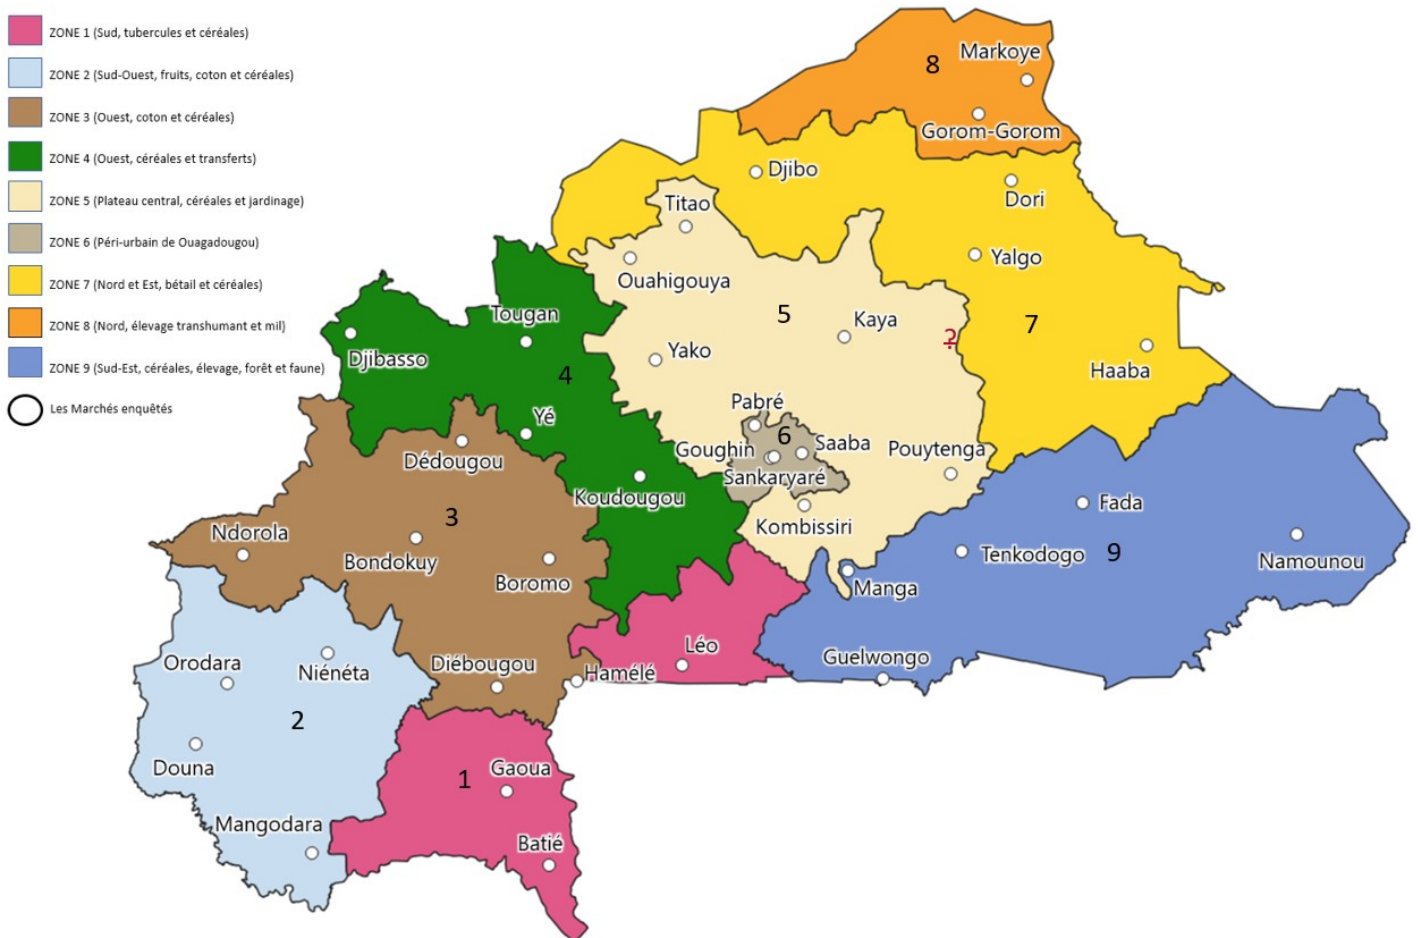 ZONE 1 (Sud, tubercules et céréales)
ZONE 2 (Sud-Ouest, fruits, coton et céréales)
ZONE 3 (Ouest, coton et céréales)
ZONE 4 (Ouest, céréales et transferts)
ZONE 5 (Plateau central, céréales et jardinage)
ZONE 6 (Péri-urbain de Ouagadougou)
ZONE 7 (Nord et Est, bétail et céréales)
ZONE 8 (Nord, élevage transhumant et mil)
ZONE 9 (Sud-Est, céréales, élevage, forêt et faune)
Les Marchés enquêtés
Markoye
8
Gorom-Gorom
Djibo
Dori
Titao
Yalgo
Ouahigouya
5
Tougan
Kaya
?
7
Djibasso
Yako
4
Haaba
Pabré
Yé
6
Goughin
Saaba
Pouytenga
Dédougou
Sankaryaré
Koudougou
Fada
3
Kombissiri
Ndorola
Tenkodogo
9
Bondokuy
Namounou
Boromo
Manga
Léo
Guelwongo
Orodara
Niénéta
Diébougou
Hamélé
2
Douna
1
Gaoua
Mangodara
Batié